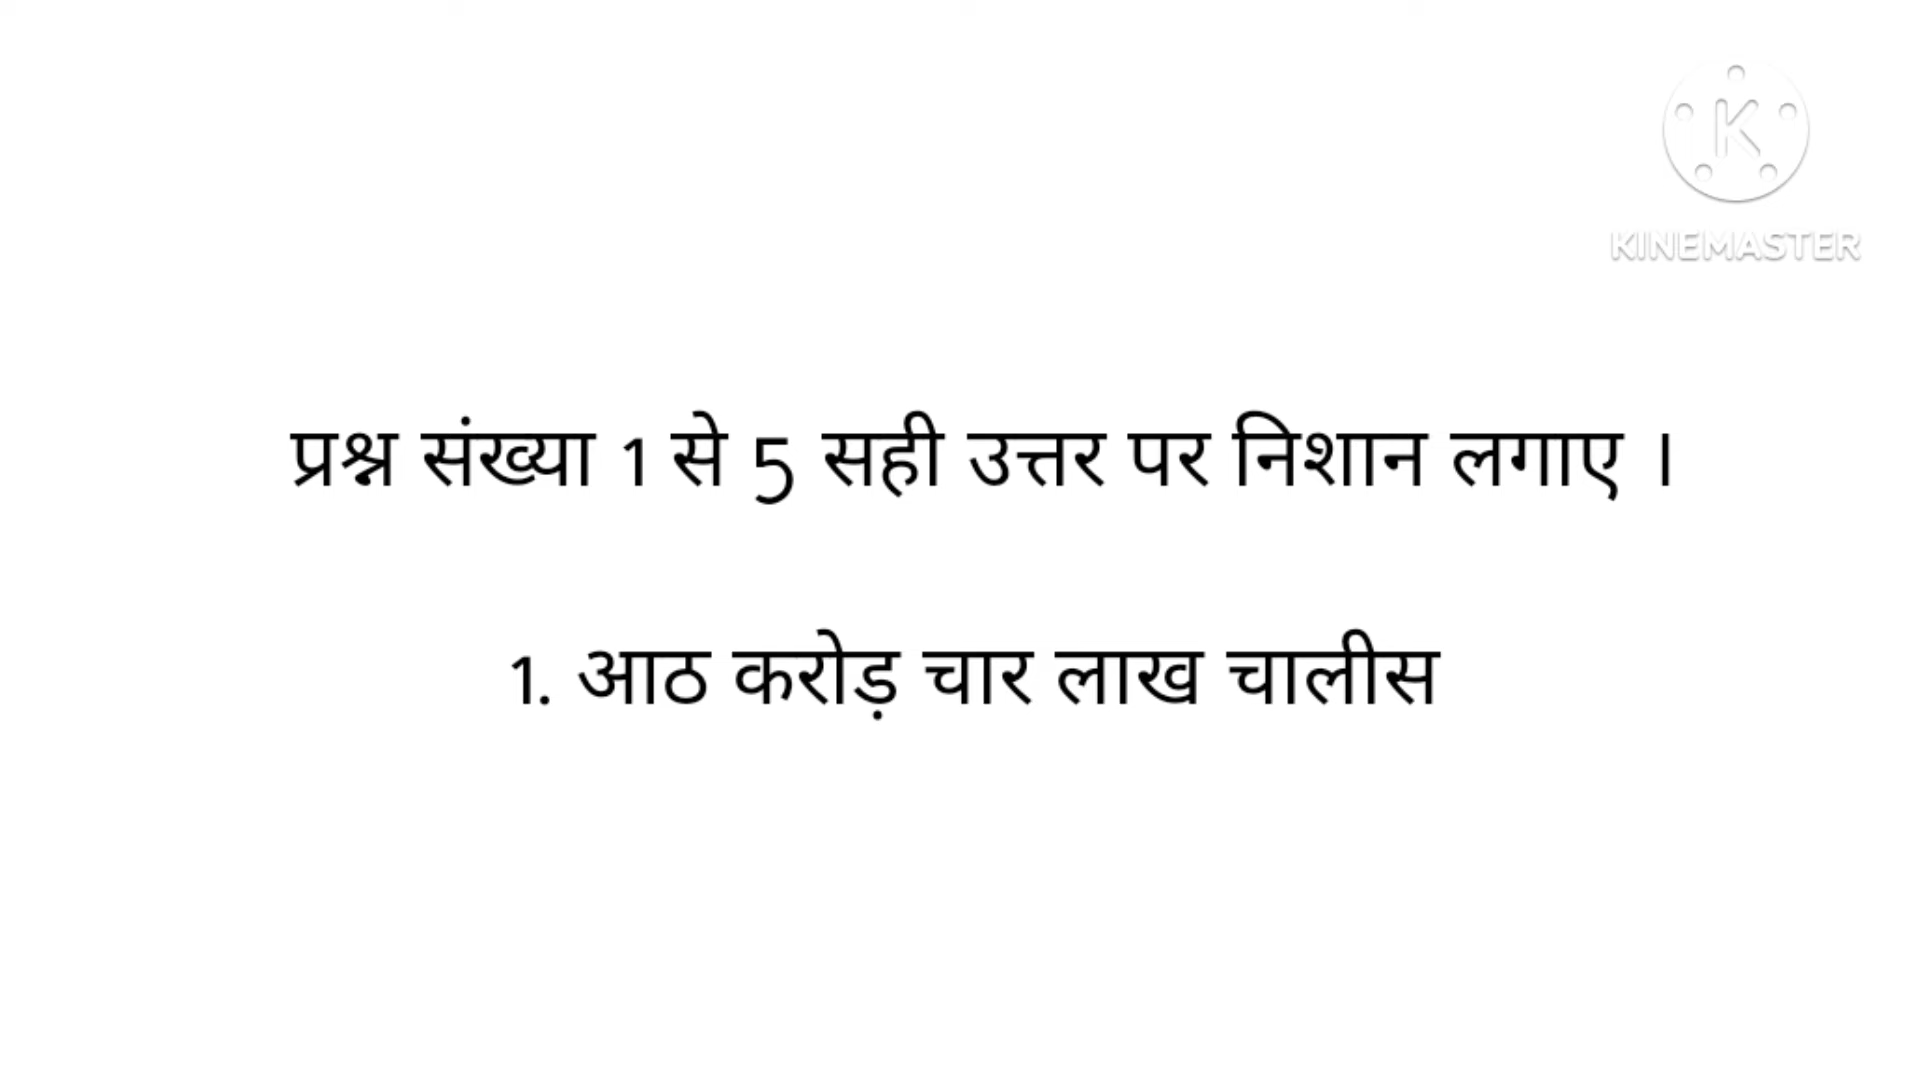 K
KINEMASTER
प्रश्न संख्या 1 से 5 सही उत्तर पर निशान लगाए ।
1. आठ करोड़ चार लाख चालीस